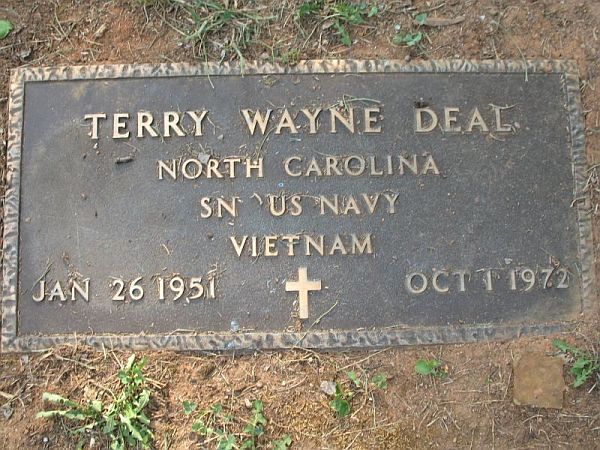 TERRY WAYNE DEAL
NORTH CAROLINA
SN US NAVY
VIETNAM
JAN 26 1951 OCT 1 1972